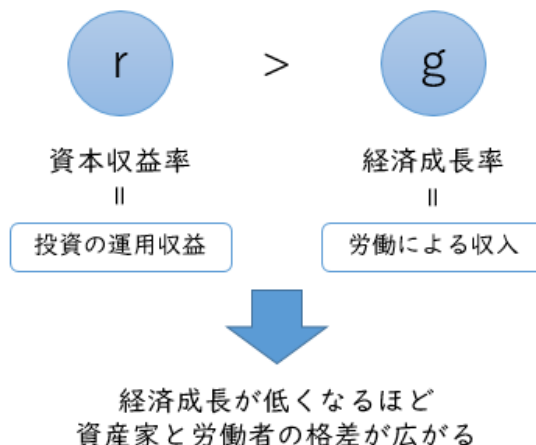 r > g
資本収益率 経済成長率
= =
投資の運用収益 労働による収入
経済成長が低くなるほど
資産家と労働者の格差が広がる